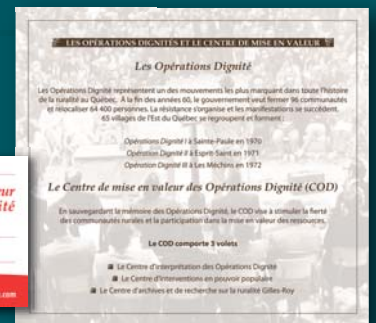 LES OPÉRATIONS DIGNITÉS ET LE CENTRE DE MISE EN VALEUR
Les Opérations Dignité
Les Opérations Dignité représentent un des mouvements les plus marquant dans toute l'histoire
de la ruralité au Québec. À la fin des années 60, le gouvernement veut fermer 96 communautés
et relocaliser 64 400 personnes. La résistance s'organise et les manifestations se succèdent.
65 villages de l'Est du Québec se regroupent et forment :
Opérations Dignité I à Sainte-Paule en 1970
Opération Dignité II à Esprit-Saint en 1971
Opération Dignité III à Les Méchins en 1972
Le Centre de mise en valeur des Opérations Dignité (COD)
En sauvegardant la mémoire des Opérations Dignité, le COD vise à stimuler la fierté
des communautés rurales et la participation dans la mise en valeur des ressources.
Le COD comporte 3 volets
Le Centre d'interprétation des Opérations Dignité
Le Centre d'interventions en pouvoir populaire
Le Centre d'archives et de recherche sur la ruralité Gilles-Roy
eur
ité
.com